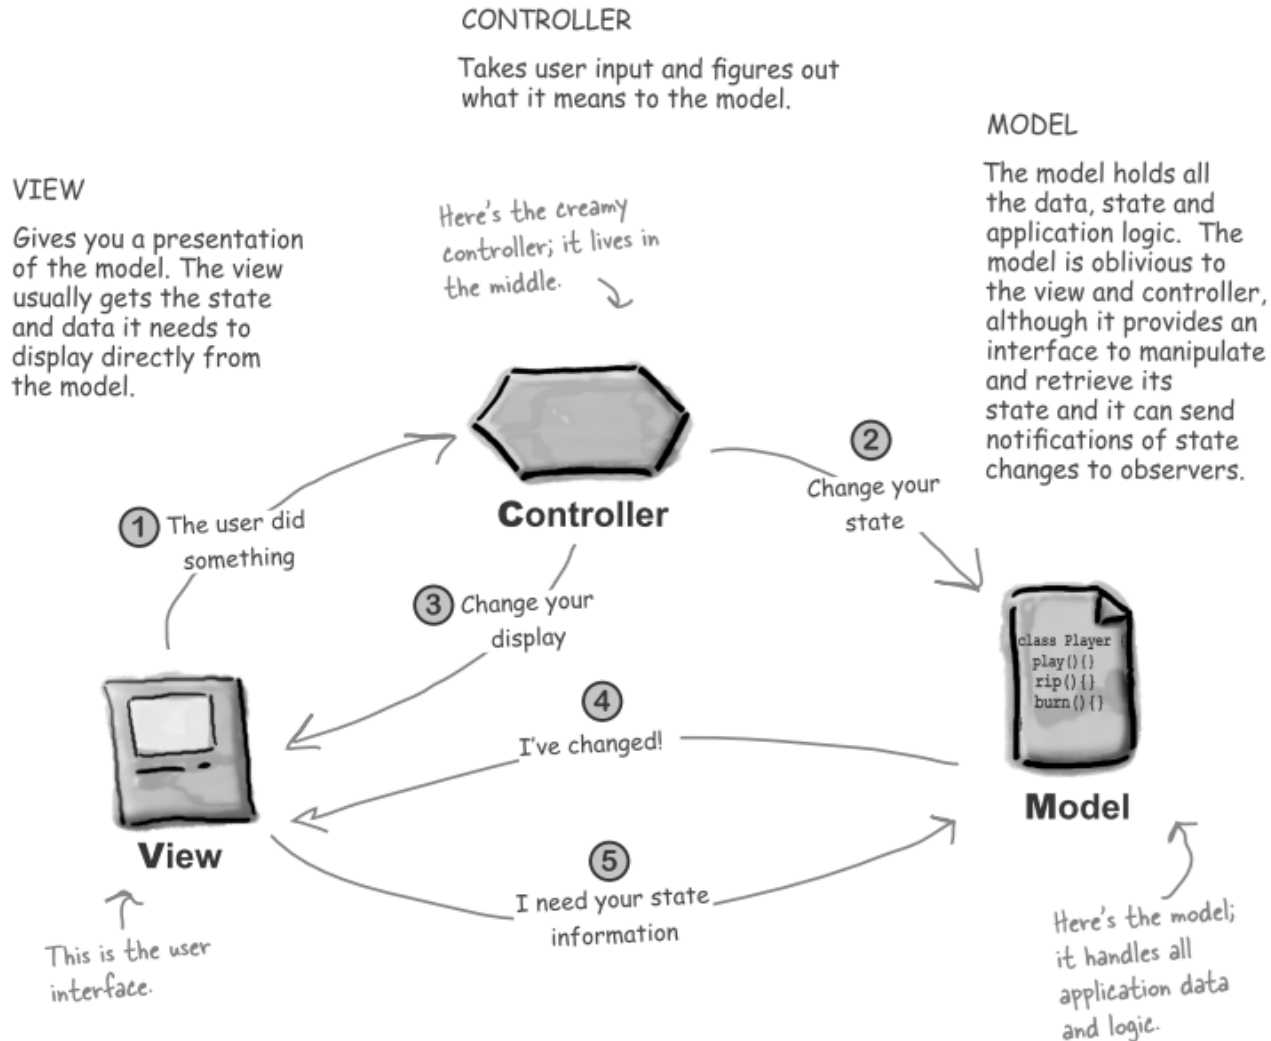 CONTROLLER
Takes user input and figures out
what it means to the model.
MODEL
The model holds all
the data, state and
application logic. The
model is oblivious to
the view and controller,
although it provides an
interface to manipulate
and retrieve its
state and it can send
notifications of state
changes to observers.
VIEW
Gives you a presentation
of the model. The view
usually gets the state
and data it needs to
display directly from
the model.
Here's the creamy
controller; it lives in
the middle.
Controller
1 The user did
something
2
Change your
state
3 Change your
display
4
I've changed!
5
I need your state
information
class Player {
play(){}
rip(){}
burn(){}
Model
View
This is the user
interface.
Here's the model;
it handles all
application data
and logic.